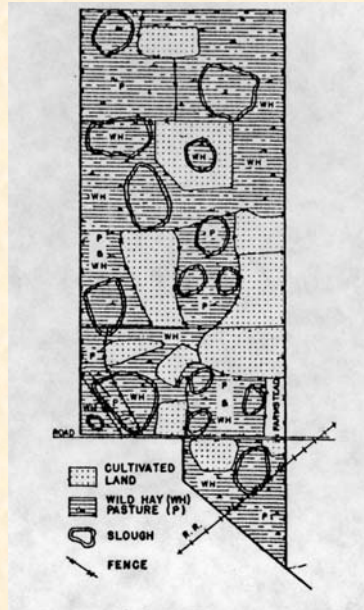 P
WH
WH
WH
WH
WH
P
P
&
WH
P
WH
P
P
WH
P
&
WH
WH
FARMSTEAD
ROAD
WH
P
R. R.
CULTIVATED
LAND
WILD HAY (WH)
PASTURE (P)
SLOUGH
FENCE